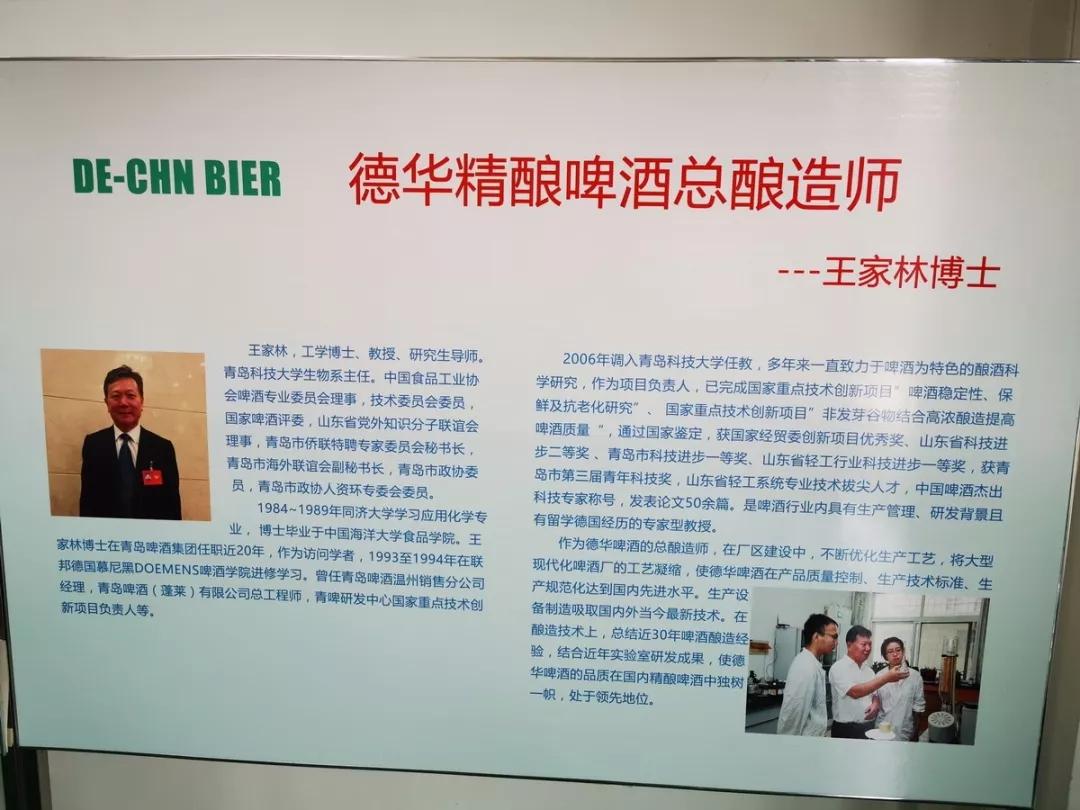 DE-CHN BIER
德华精酿啤酒总酿造师
---王家林博士
王家林，工学博士、教授、研究生导师。
青岛科技大学生物系主任。中国食品工业协
会啤酒专业委员会理事，技术委员会委员，
国家啤酒评委，山东省党外知识分子联谊会
理事，青岛市侨联特聘专家委员会秘书长，
青岛市海外联谊会副秘书长，青岛市政协委
员，青岛市政协人资环专委会委员。
1984~1989年同济大学学习应用化学专
业， 博士毕业于中国海洋大学食品学院。王
家林博士在青岛啤酒集团任职近20年，作为访问学者，1993至1994年在联
邦德国慕尼黑DOEMENS啤酒学院进修学习。曾任青岛啤酒温州销售分公司
经理，青岛啤酒（蓬莱）有限公司总工程师，青啤研发中心国家重点技术创
新项目负责人等。
2006年调入青岛科技大学任教，多年来一直致力于啤酒为特色的酿酒科
学研究，作为项目负责人，已完成国家重点技术创新项目”啤酒稳定性、保
鲜及抗老化研究”、 国家重点技术创新项目”非发芽谷物结合高浓酿造提高
啤酒质量“，通过国家鉴定，获国家经贸委创新项目优秀奖、山东省科技进
步二等奖 、青岛市科技进步一等奖、山东省轻工行业科技进步一等奖，获青
岛市第三届青年科技奖，山东省轻工系统专业技术拔尖人才，中国啤酒杰出
科技专家称号，发表论文50余篇。是啤酒行业内具有生产管理、研发背景且
有留学德国经历的专家型教授。
作为德华啤酒的总酿造师，在厂区建设中，不断优化生产工艺，将大型
现代化啤酒厂的工艺凝缩，使德华啤酒在产品质量控制、生产技术标准、生
产规范化达到国内先进水平。生产设
备制造吸取国内外当今最新技术。在
酿造技术上，总结近30年啤酒酿造经
验，结合近年实验室研发成果，使德
华啤酒的品质在国内精酿啤酒中独树
一帜，处于领先地位。